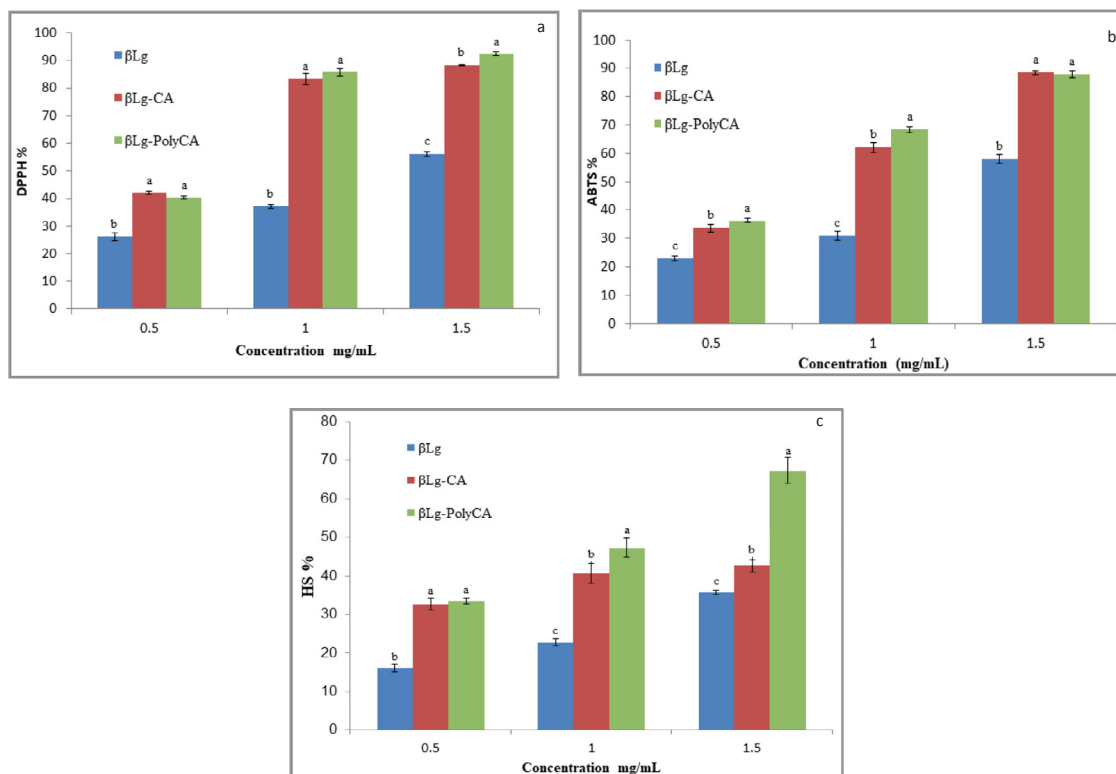 a
100
90
80
70
60
50
40
30
20
10
0
DPPH %
βLg
βLg-CA
βLg-PolyCA
b
a
a
b
a
a
c
b
a
0.5
1
1.5
Concentration mg/mL
b
100
90
80
70
60
50
40
30
20
10
0
ABTS %
βLg
βLg-CA
βLg-PolyCA
c
b
a
c
b
a
b
a
a
0.5
1
1.5
Concentration (mg/mL)
c
80
70
60
50
40
30
20
10
0
HS %
βLg
βLg-CA
βLg-PolyCA
b
a
a
c
b
a
c
b
a
0.5
1
1.5
Concentration mg/mL